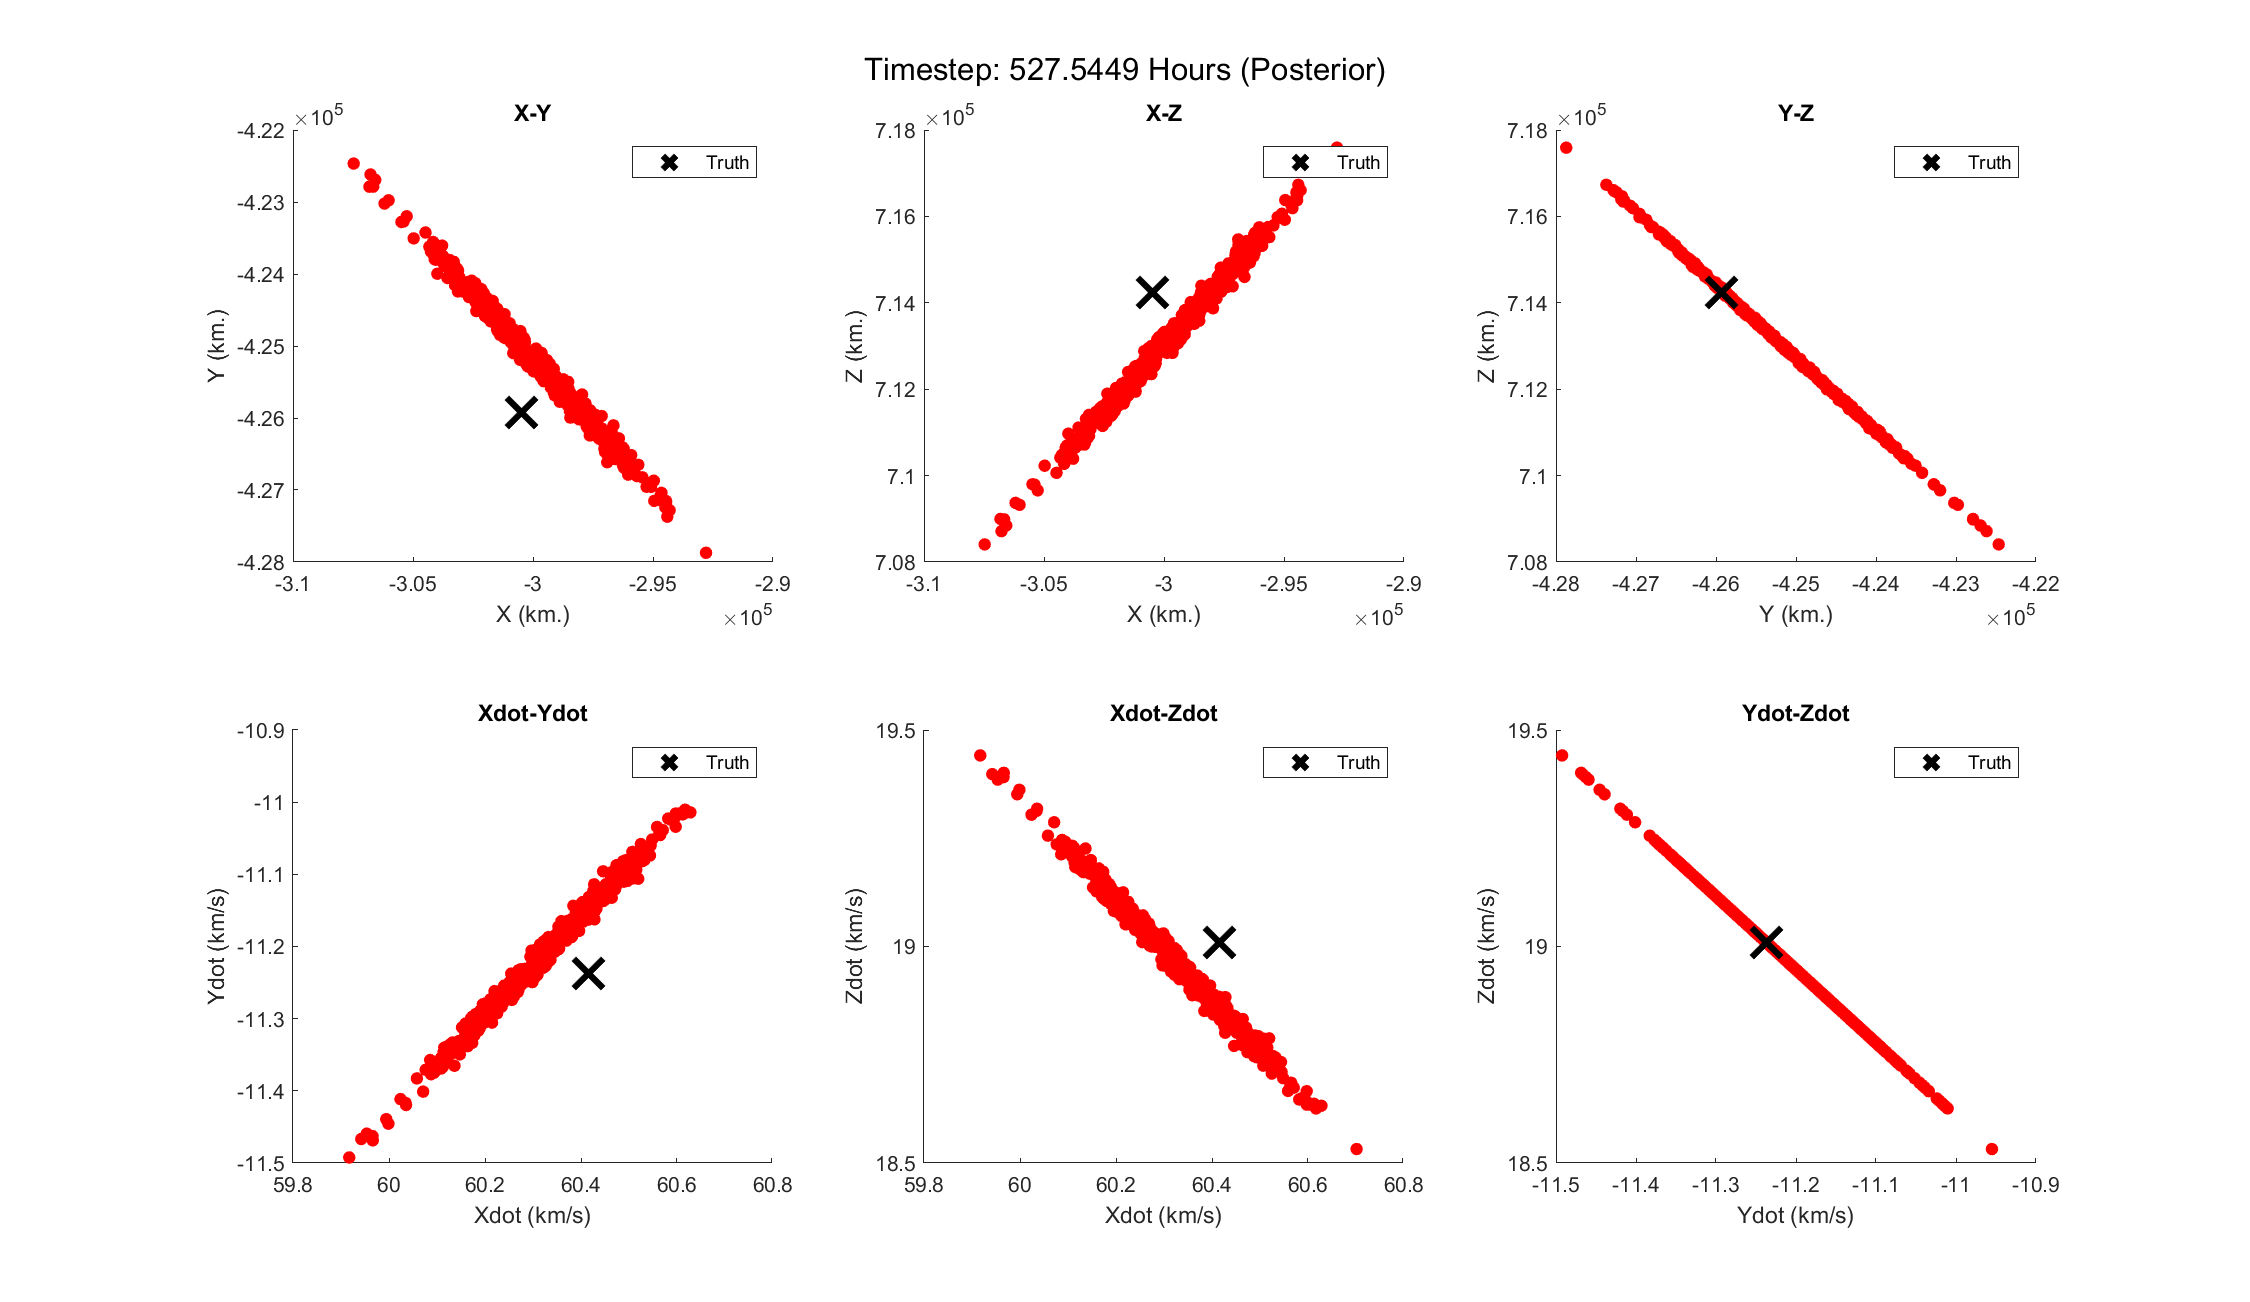 Timestep: 527.5449 Hours (Posterior)
X-Y
×10^5
-4.22
-4.23
-4.24
-4.25
-4.26
-4.27
-4.28
Y (km.)
Truth
-3.1 -3.05 -3 -2.95 -2.9
X (km.)
×10^5
X-Z
×10^5
7.18
7.16
7.14
7.12
7.1
7.08
Z (km.)
Truth
-3.1 -3.05 -3 -2.95 -2.9
X (km.)
×10^5
Y-Z
×10^5
7.18
7.16
7.14
7.12
7.1
7.08
Z (km.)
Truth
-4.28 -4.27 -4.26 -4.25 -4.24 -4.23 -4.22
Y (km.)
×10^5
Xdot-Ydot
-10.9
-11
-11.1
-11.2
-11.3
-11.4
-11.5
Ydot (km/s)
Truth
59.8 60 60.2 60.4 60.6 60.8
Xdot (km/s)
Xdot-Zdot
19.5
19
18.5
Zdot (km/s)
Truth
59.8 60 60.2 60.4 60.6 60.8
Xdot (km/s)
Ydot-Zdot
19.5
19
18.5
Zdot (km/s)
Truth
-11.5 -11.4 -11.3 -11.2 -11.1 -11 -10.9
Ydot (km/s)